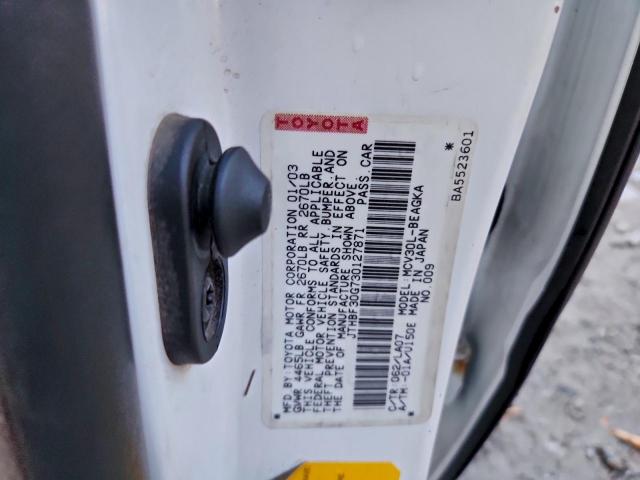 TOYOTA
MFD. BY: TOYOTA MOTOR CORPORATION 01/03
GVWR 4465LB GAWR FR 2670LB RR 2670LB
THIS VEHICLE CONFORMS TO ALL APPLICABLE
FEDERAL MOTOR VEHICLE SAFETY, BUMPER, AND
THEFT PREVENTION STANDARDS IN EFFECT ON
THE DATE OF MANUFACTURE SHOWN ABOVE.
JTHBF30G730127871 PASS. CAR
C/TR 062/LA07 MODEL MCV30L-BEAGKA
A/TM -01A/U150E MADE IN JAPAN
NO. 009
BA5523601 *